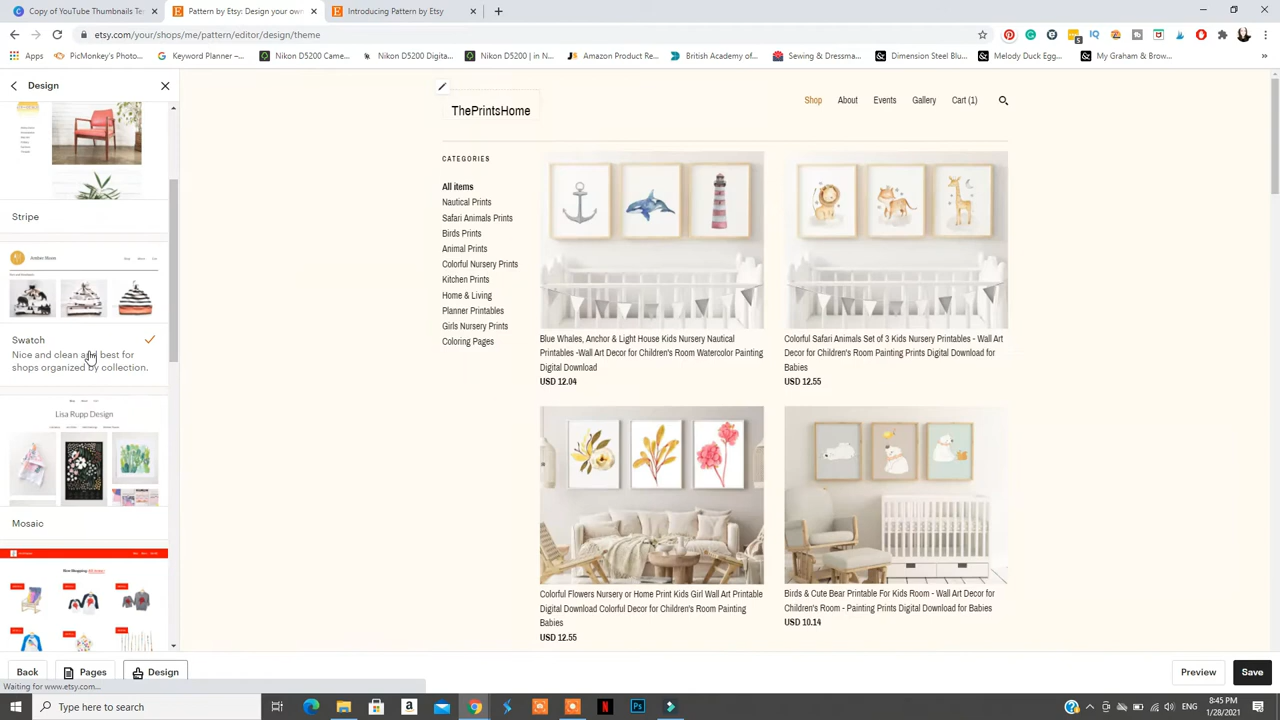 Copy of YouTube Thumbnails Te
Pattern by Etsy: Design your own
Introducing Pattern by Etsy
etsy.com/your/shops/me/pattern/editor/design/theme
Apps
PicMonkey's Photo...
Keyword Planner –...
Nikon D5200 Came...
Nikon D5200 Digita...
Nikon D5200 | in N...
Amazon Product Re...
British Academy of...
Sewing & Dressma...
Dimension Steel Blu...
Melody Duck Egg...
My Graham & Brow...
Design
Stripe
Swatch
Nice and clean and best for
shops organized by collection.
Lisa Rupp Design
Mosaic
Back
Pages
Design
Waiting for www.etsy.com...
ThePrintsHome
Shop
About
Events
Gallery
Cart (1)
CATEGORIES
All items
Nautical Prints
Safari Animals Prints
Birds Prints
Animal Prints
Colorful Nursery Prints
Kitchen Prints
Home & Living
Planner Printables
Girls Nursery Prints
Coloring Pages
Blue Whales, Anchor & Light House Kids Nursery Nautical
Printables -Wall Art Decor for Children's Room Watercolor Painting
Digital Download
USD 12.04
Colorful Safari Animals Set of 3 Kids Nursery Printables - Wall Art
Decor for Children's Room Painting Prints Digital Download for
Babies
USD 12.55
Colorful Flowers Nursery or Home Print Kids Girl Wall Art Printable
Digital Download Colorful Decor for Children's Room Painting
Babies
USD 12.55
Birds & Cute Bear Printable For Kids Room - Wall Art Decor for
Children's Room - Painting Prints Digital Download for Babies
USD 10.14
Preview
Save
Type here to search
8:45 PM
1/28/2021